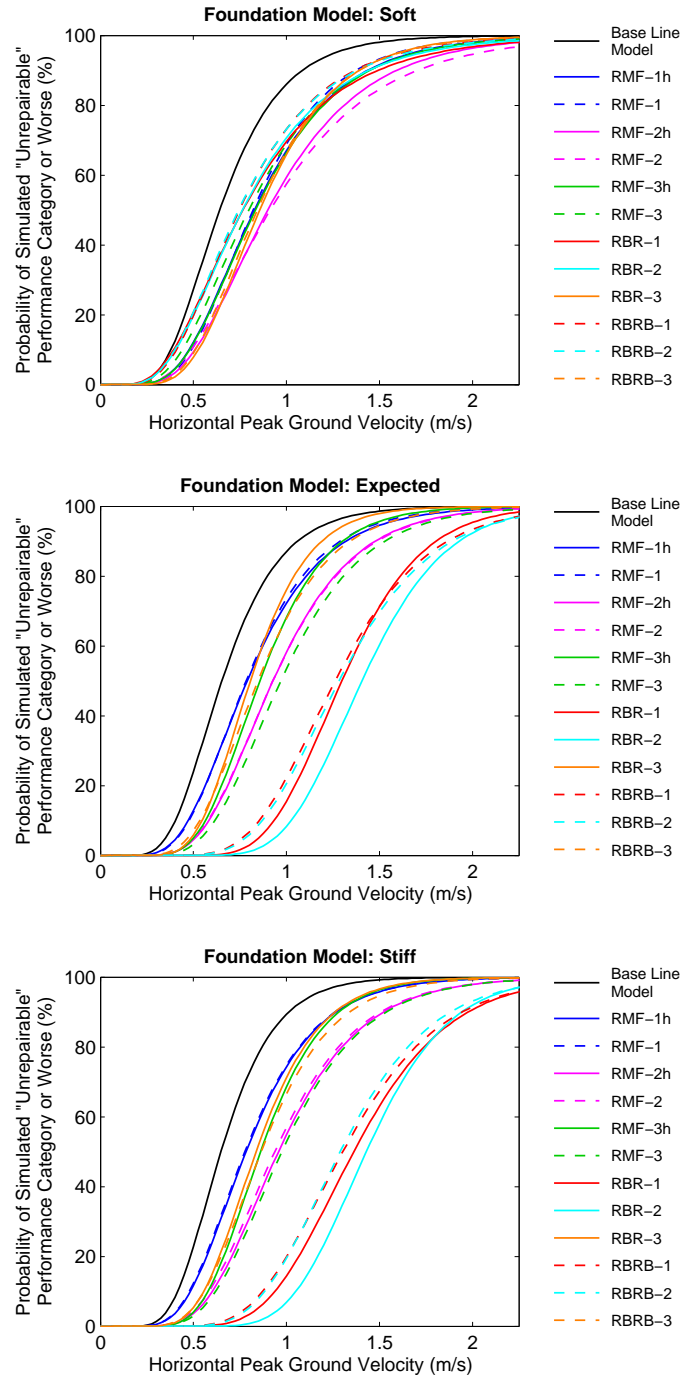 Foundation Model: Soft
Probability of Simulated "Unrepairable"
Performance Category or Worse (%)
100
80
60
40
20
0
0 0.5 1 1.5 2
Horizontal Peak Ground Velocity (m/s)
Base Line
Model
RMF−1h
RMF−1
RMF−2h
RMF−2
RMF−3h
RMF−3
RBR−1
RBR−2
RBR−3
RBRB−1
RBRB−2
RBRB−3
Foundation Model: Expected
Probability of Simulated "Unrepairable"
Performance Category or Worse (%)
100
80
60
40
20
0
0 0.5 1 1.5 2
Horizontal Peak Ground Velocity (m/s)
Base Line
Model
RMF−1h
RMF−1
RMF−2h
RMF−2
RMF−3h
RMF−3
RBR−1
RBR−2
RBR−3
RBRB−1
RBRB−2
RBRB−3
Foundation Model: Stiff
Probability of Simulated "Unrepairable"
Performance Category or Worse (%)
100
80
60
40
20
0
0 0.5 1 1.5 2
Horizontal Peak Ground Velocity (m/s)
Base Line
Model
RMF−1h
RMF−1
RMF−2h
RMF−2
RMF−3h
RMF−3
RBR−1
RBR−2
RBR−3
RBRB−1
RBRB−2
RBRB−3